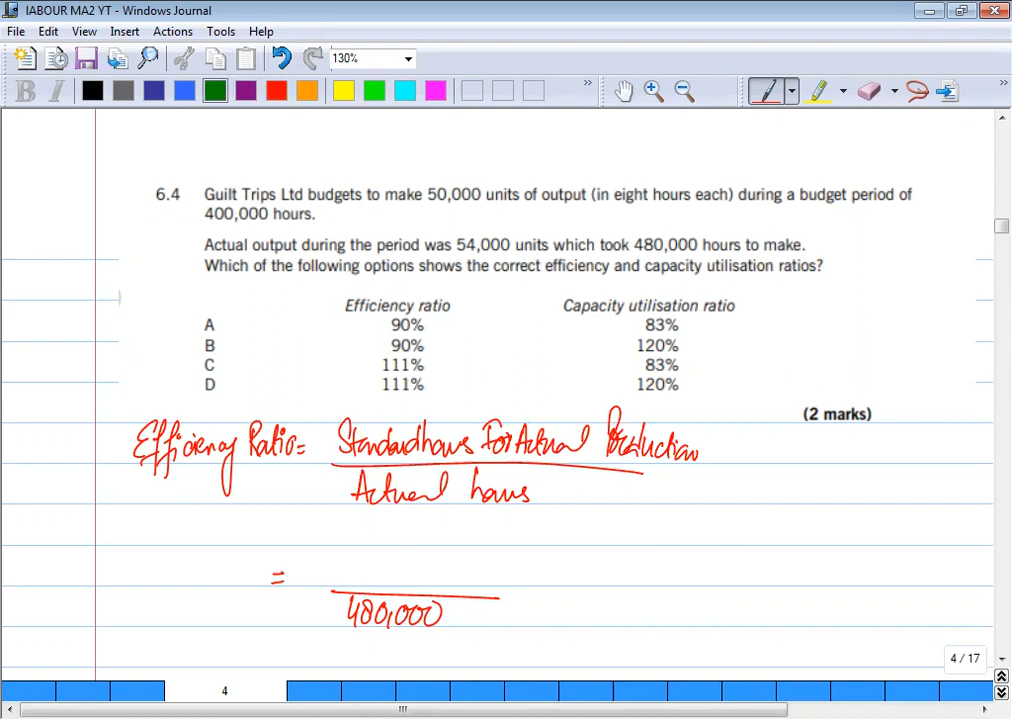 IABOUR MA2 YT - Windows Journal
File Edit View Insert Actions Tools Help
130%
B I
6.4 Guilt Trips Ltd budgets to make 50,000 units of output (in eight hours each) during a budget period of
400,000 hours.
Actual output during the period was 54,000 units which took 480,000 hours to make.
Which of the following options shows the correct efficiency and capacity utilisation ratios?
Efficiency ratio Capacity utilisation ratio
A 90% 83%
B 90% 120%
C 111% 83%
D 111% 120%
(2 marks)
Efficiency Ratio = Standard hours For Actual Production
Actual hours
=
480,000
4 / 17
4